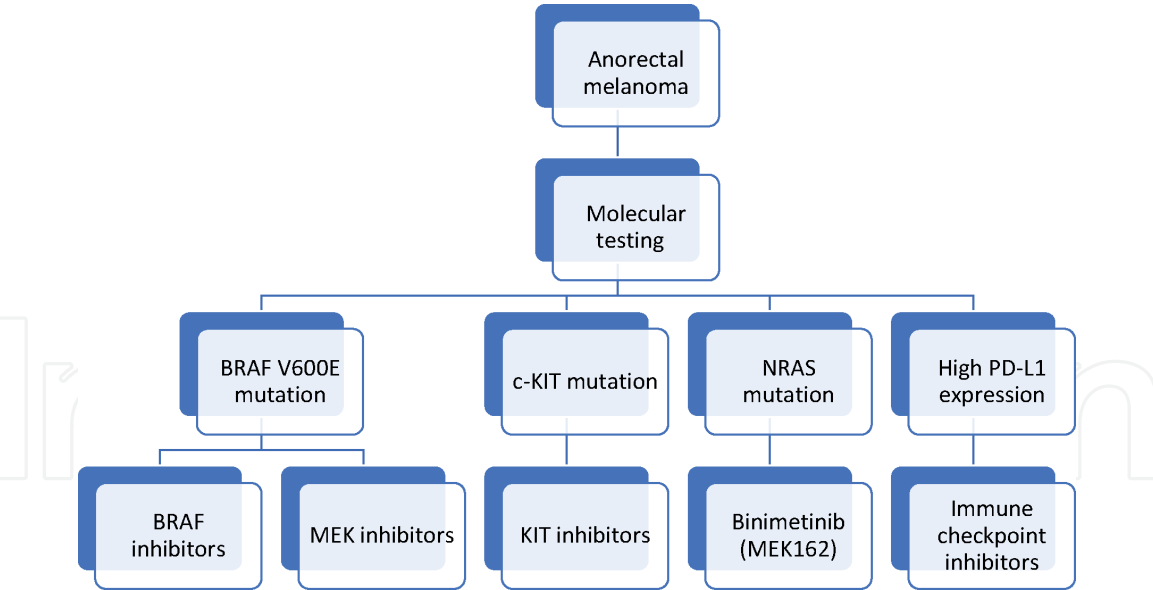 Anorectal
melanoma
Molecular
testing
BRAF V600E
mutation
c-KIT mutation
NRAS
mutation
High PD-L1
expression
BRAF
inhibitors
MEK inhibitors
KIT inhibitors
Binimetinib
(MEK162)
Immune
checkpoint
inhibitors